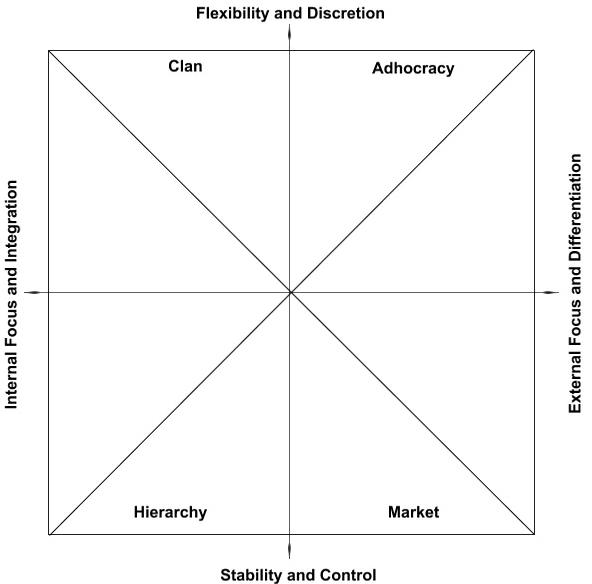 Flexibility and Discretion
Clan
Adhocracy
Internal Focus and Integration
External Focus and Differentiation
Hierarchy
Market
Stability and Control